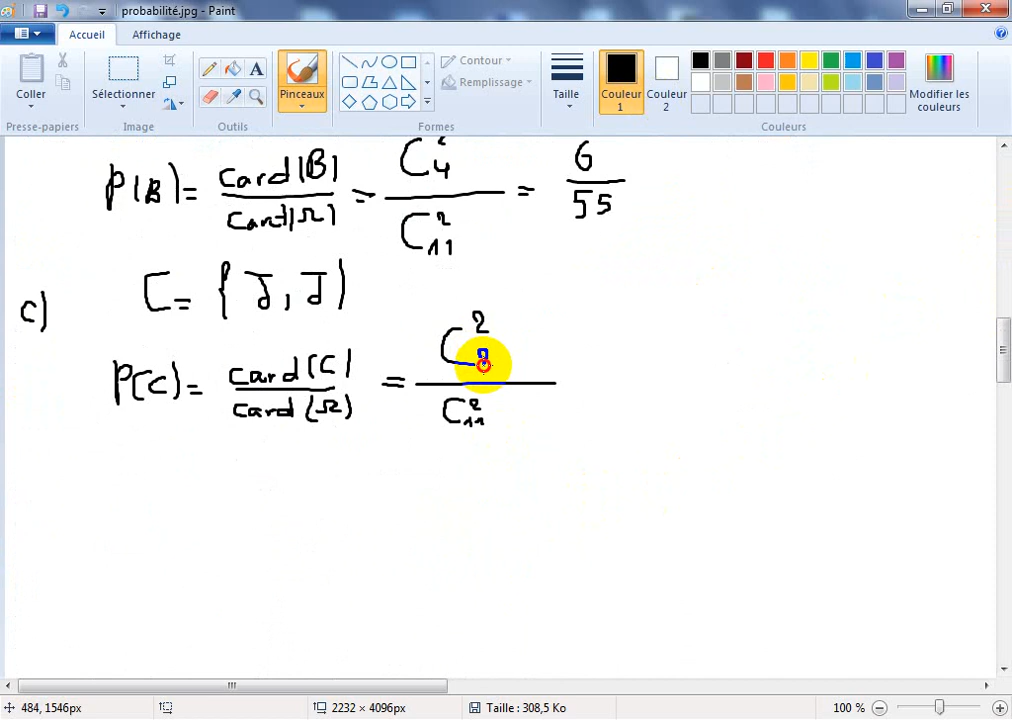 probabilité.jpg - Paint
Accueil Affichage
Coller
Sélectionner
Pinceaux
Contour
Remplissage
Taille
Couleur 1
Couleur 2
Modifier les couleurs
Presse-papiers Image Outils Formes Couleurs
P(B) = card(B) / card(Ω) = C₄² / C₁₁² = 6 / 55
c) C = { J, J }
P(C) = card(C) / card(Ω) = C² / C₁₁²
484, 1546px 2232 × 4096px Taille : 308,5 Ko 100 %